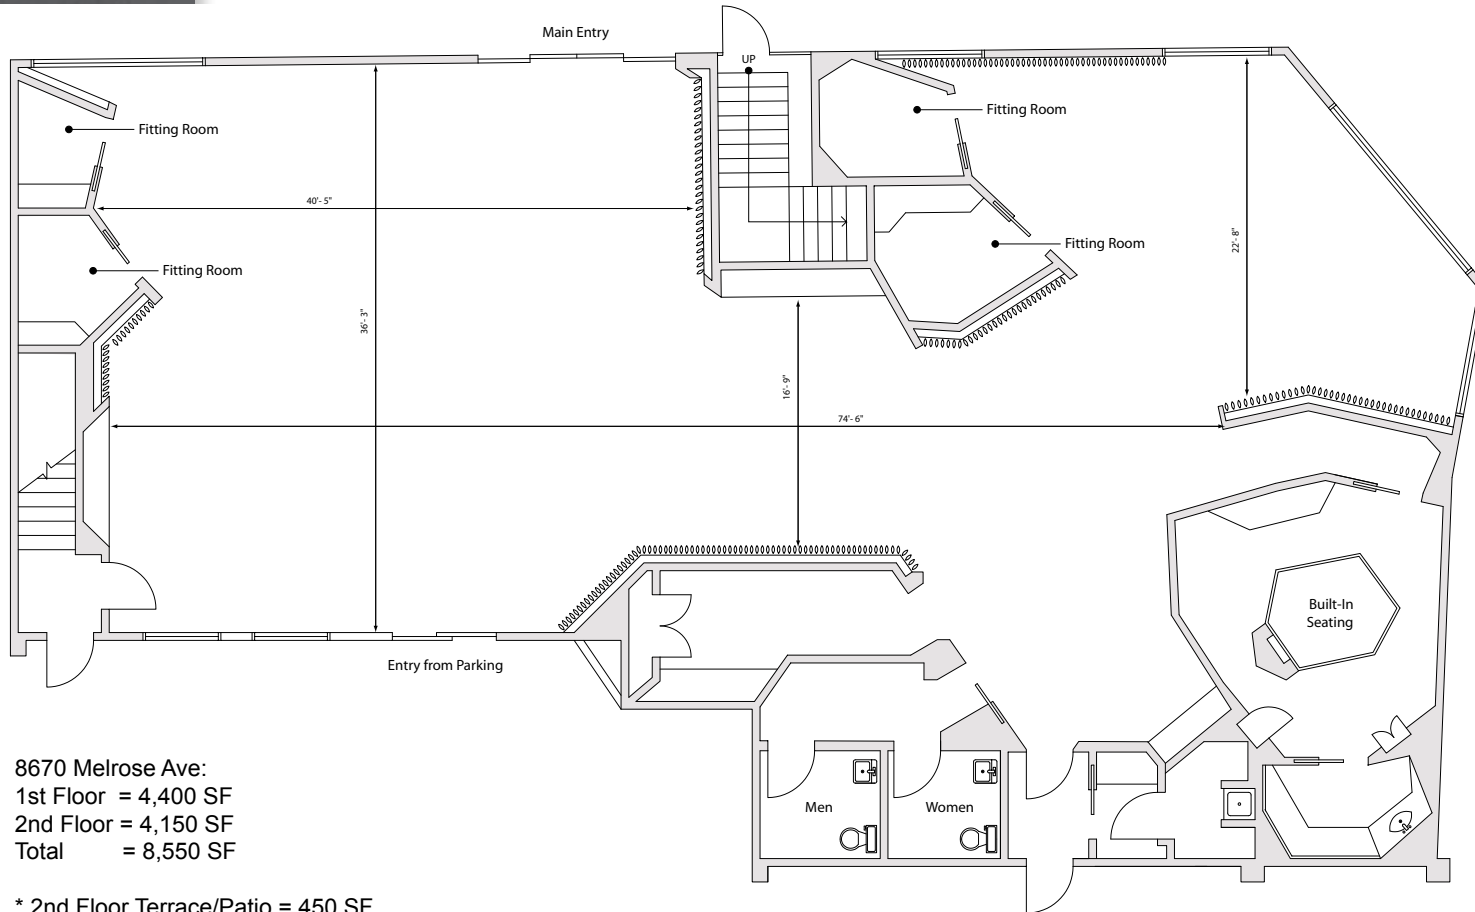 Main Entry
UP
Fitting Room
Fitting Room
40'- 5"
Fitting Room
Fitting Room
22'- 8"
36'- 3"
16'- 9"
74'- 6"
Built-In
Seating
Entry from Parking
Men
Women
8670 Melrose Ave:
1st Floor = 4,400 SF
2nd Floor = 4,150 SF
Total = 8,550 SF
* 2nd Floor Terrace/Patio = 450 SF